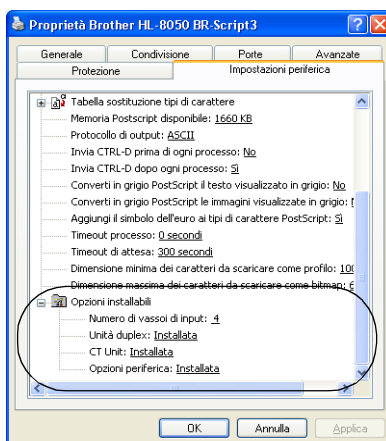 Proprietà Brother HL-8050 BR-Script3
Generale Condivisione Porte Avanzate
Protezione Impostazioni periferica
Tabella sostituzione tipi di carattere
Memoria Postscript disponibile: 1660 KB
Protocollo di output: ASCII
Invia CTRL-D prima di ogni processo: No
Invia CTRL-D dopo ogni processo: Sì
Converti in grigio PostScript il testo visualizzato in grigio: No
Converti in grigio PostScript le immagini visualizzate in grigio:
Aggiungi il simbolo dell'euro ai tipi di carattere PostScript: Sì
Timeout processo: 0 secondi
Timeout di attesa: 300 secondi
Dimensione minima dei caratteri da scaricare come profilo:
Dimensione massima dei caratteri da scaricare come bitmap:
Opzioni installabili
Numero di vassoi di input: 4
Unità duplex: Installata
CT Unit: Installata
Opzioni periferica: Installata
OK Annulla Applica